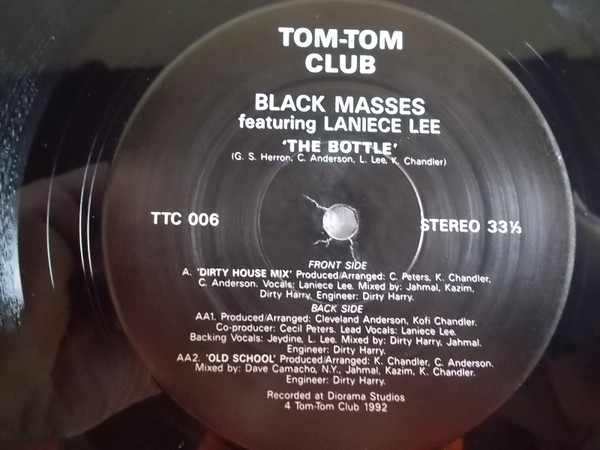 TOM-TOM
CLUB
BLACK MASSES
featuring LANIECE LEE
'THE BOTTLE'
(G. S. Herron, C. Anderson, L. Lee, K. Chandler)
TTC 006
STEREO 33⅓
FRONT SIDE
A. 'DIRTY HOUSE MIX' Produced/Arranged: C. Peters, K. Chandler,
C. Anderson. Vocals: Laniece Lee. Mixed by: Jahmal, Kazim,
Dirty Harry, Engineer: Dirty Harry.
BACK SIDE
AA1. Produced/Arranged: Cleveland Anderson, Kofi Chandler.
Co-producer: Cecil Peters. Lead Vocals: Laniece Lee.
Backing Vocals: Jeydine, L. Lee. Mixed by: Dirty Harry, Jahmal.
Engineer: Dirty Harry.
AA2. 'OLD SCHOOL' Produced/Arranged: K. Chandler, C. Anderson.
Mixed by: Dave Camacho, N.Y., Jahmal, Kazim, K. Chandler.
Engineer: Dirty Harry.
Recorded at Diorama Studios
4 Tom-Tom Club 1992